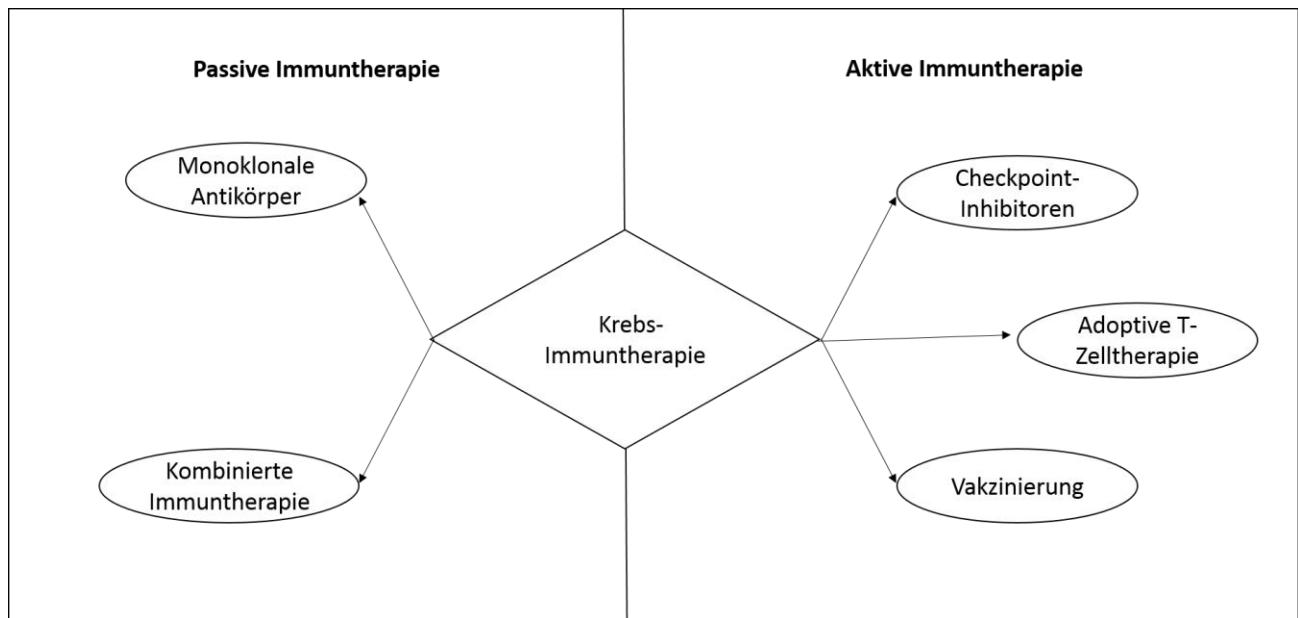 Passive Immuntherapie
Aktive Immuntherapie
Monoklonale
Antikörper
Checkpoint-
Inhibitoren
Krebs-
Immuntherapie
Adoptive T-
Zelltherapie
Kombinierte
Immuntherapie
Vakzinierung